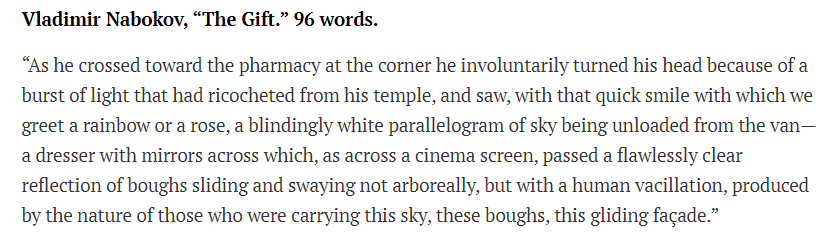 Vladimir Nabokov, “The Gift.” 96 words.
“As he crossed toward the pharmacy at the corner he involuntarily turned his head because of a
burst of light that had ricocheted from his temple, and saw, with that quick smile with which we
greet a rainbow or a rose, a blindingly white parallelogram of sky being unloaded from the van—
a dresser with mirrors across which, as across a cinema screen, passed a flawlessly clear
reflection of boughs sliding and swaying not arboreally, but with a human vacillation, produced
by the nature of those who were carrying this sky, these boughs, this gliding façade.”